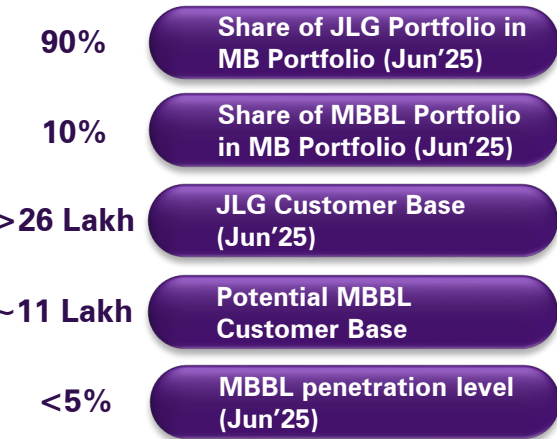 90%
Share of JLG Portfolio in
MB Portfolio (Jun’25)
10%
Share of MBBL Portfolio
in MB Portfolio (Jun’25)
>26 Lakh
JLG Customer Base
(Jun’25)
~11 Lakh
Potential MBBL
Customer Base
<5%
MBBL penetration level
(Jun’25)